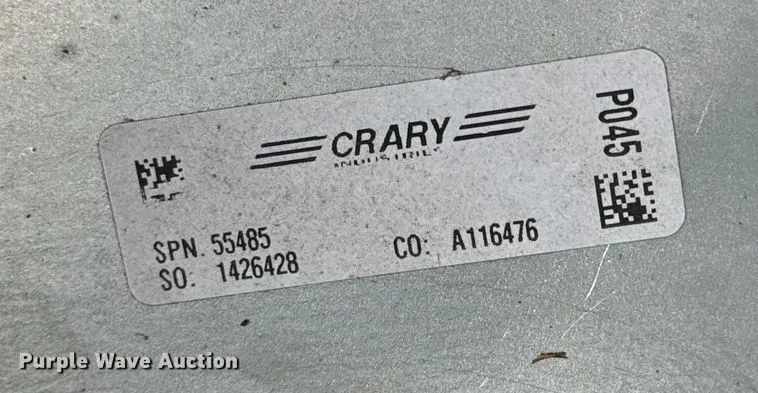 CRARY
INDUSTRIES
P045
SPN. 55485
SO: 1426428
CO: A116476
Purple Wave Auction